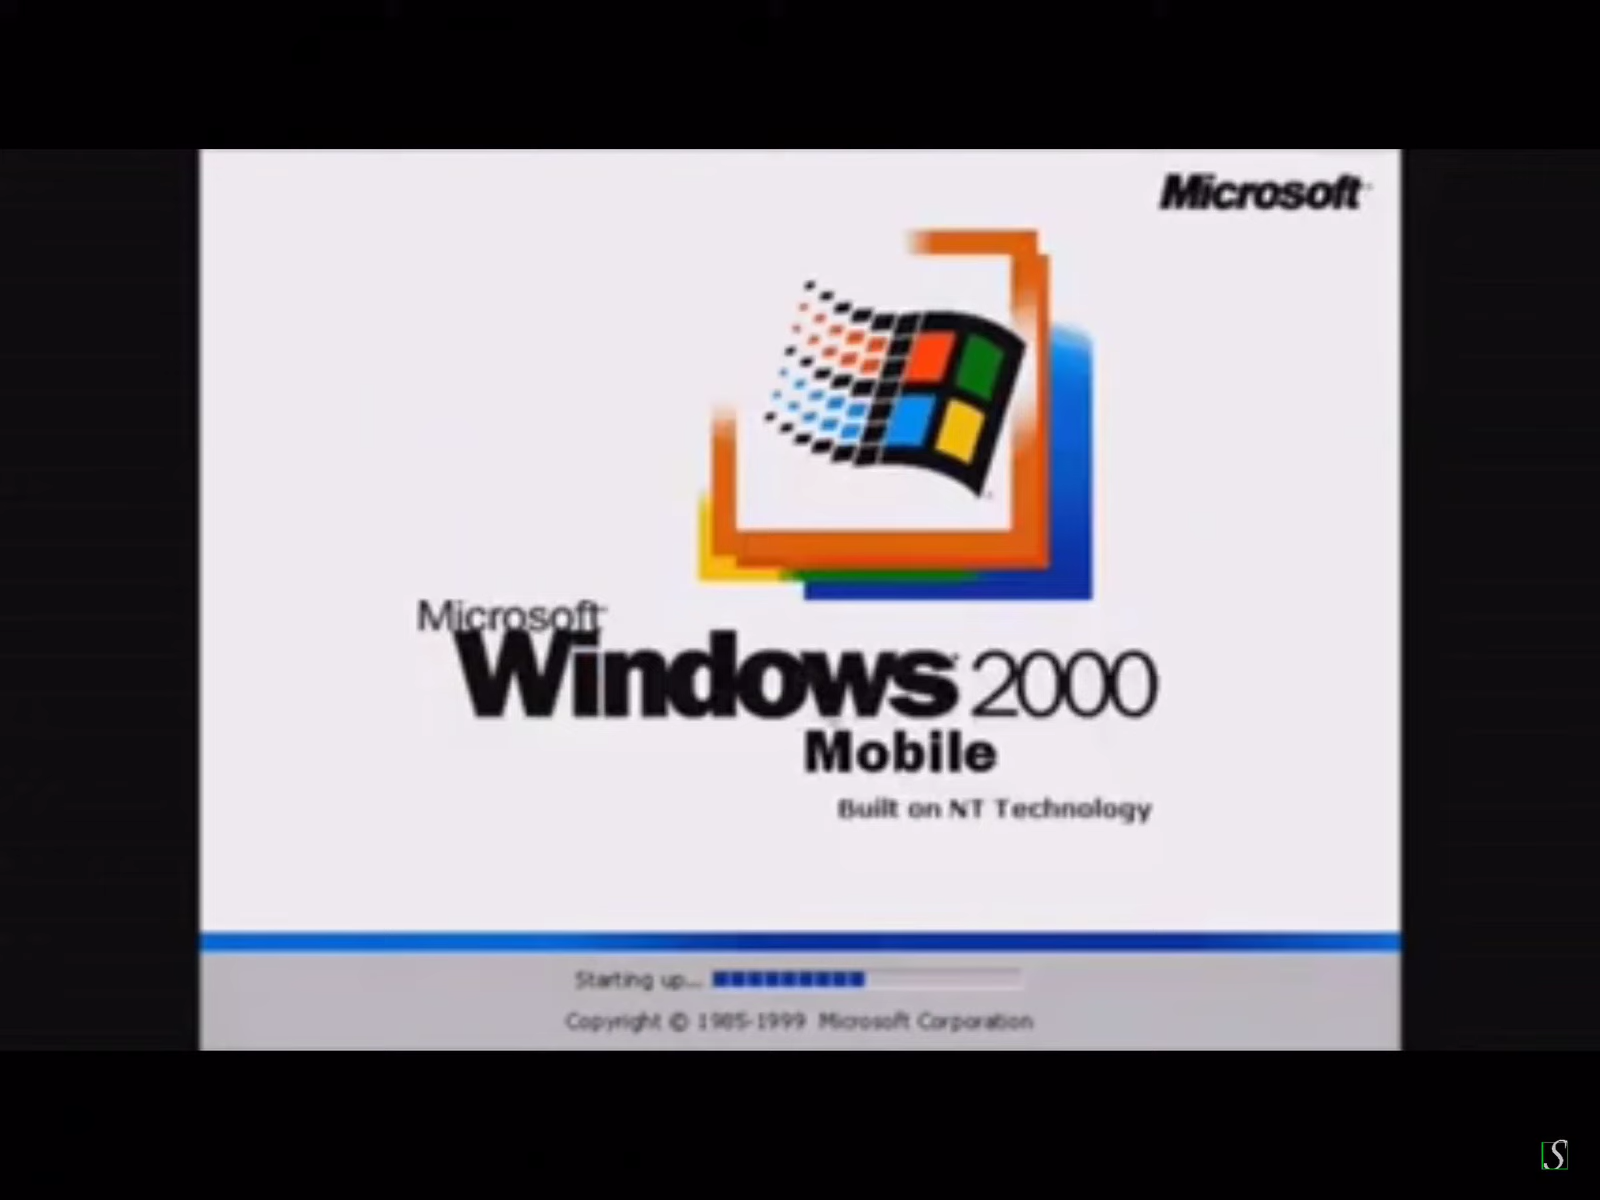 Microsoft
Microsoft
Windows 2000
Mobile
Built on NT Technology
Starting up...
Copyright © 1985-1999 Microsoft Corporation
S